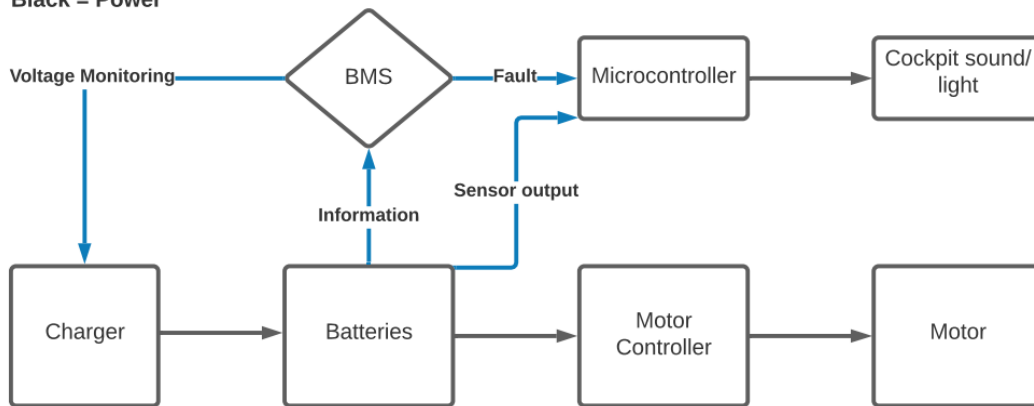 Black = Power
Voltage Monitoring
BMS
Fault
Microcontroller
Cockpit sound/
light
Sensor output
Information
Charger
Batteries
Motor
Controller
Motor